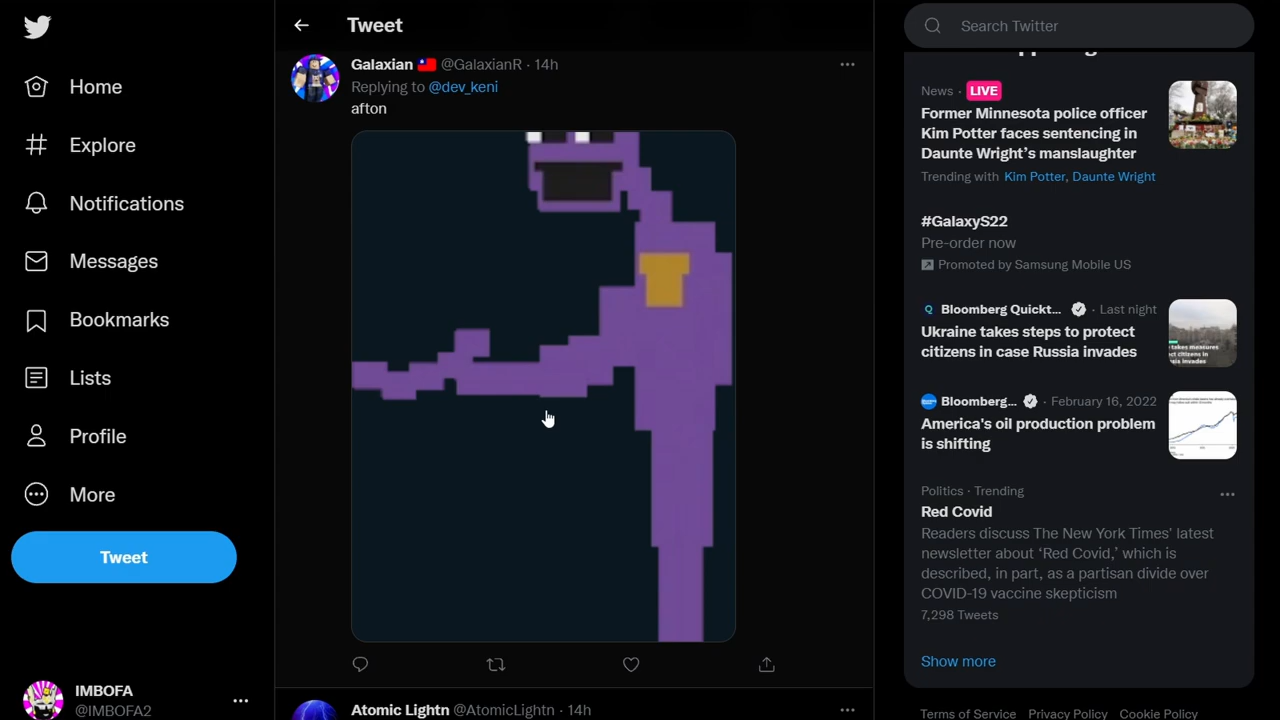 Home
Explore
Notifications
Messages
Bookmarks
Lists
Profile
More
Tweet
IMBOFA
@IMBOFA2
Tweet
Galaxian 🇹🇼 @GalaxianR · 14h
Replying to @dev_keni
afton
Atomic Lightn @AtomicLightn · 14h
Search Twitter
News · LIVE
Former Minnesota police officer
Kim Potter faces sentencing in
Daunte Wright's manslaughter
Trending with Kim Potter, Daunte Wright
#GalaxyS22
Pre-order now
Promoted by Samsung Mobile US
Bloomberg Quickt... · Last night
Ukraine takes steps to protect
citizens in case Russia invades
Bloomberg... · February 16, 2022
America's oil production problem
is shifting
Politics · Trending
Red Covid
Readers discuss The New York Times' latest
newsletter about ‘Red Covid,’ which is
described, in part, as a partisan divide over
COVID-19 vaccine skepticism
7,298 Tweets
Show more
Terms of Service Privacy Policy Cookie Policy